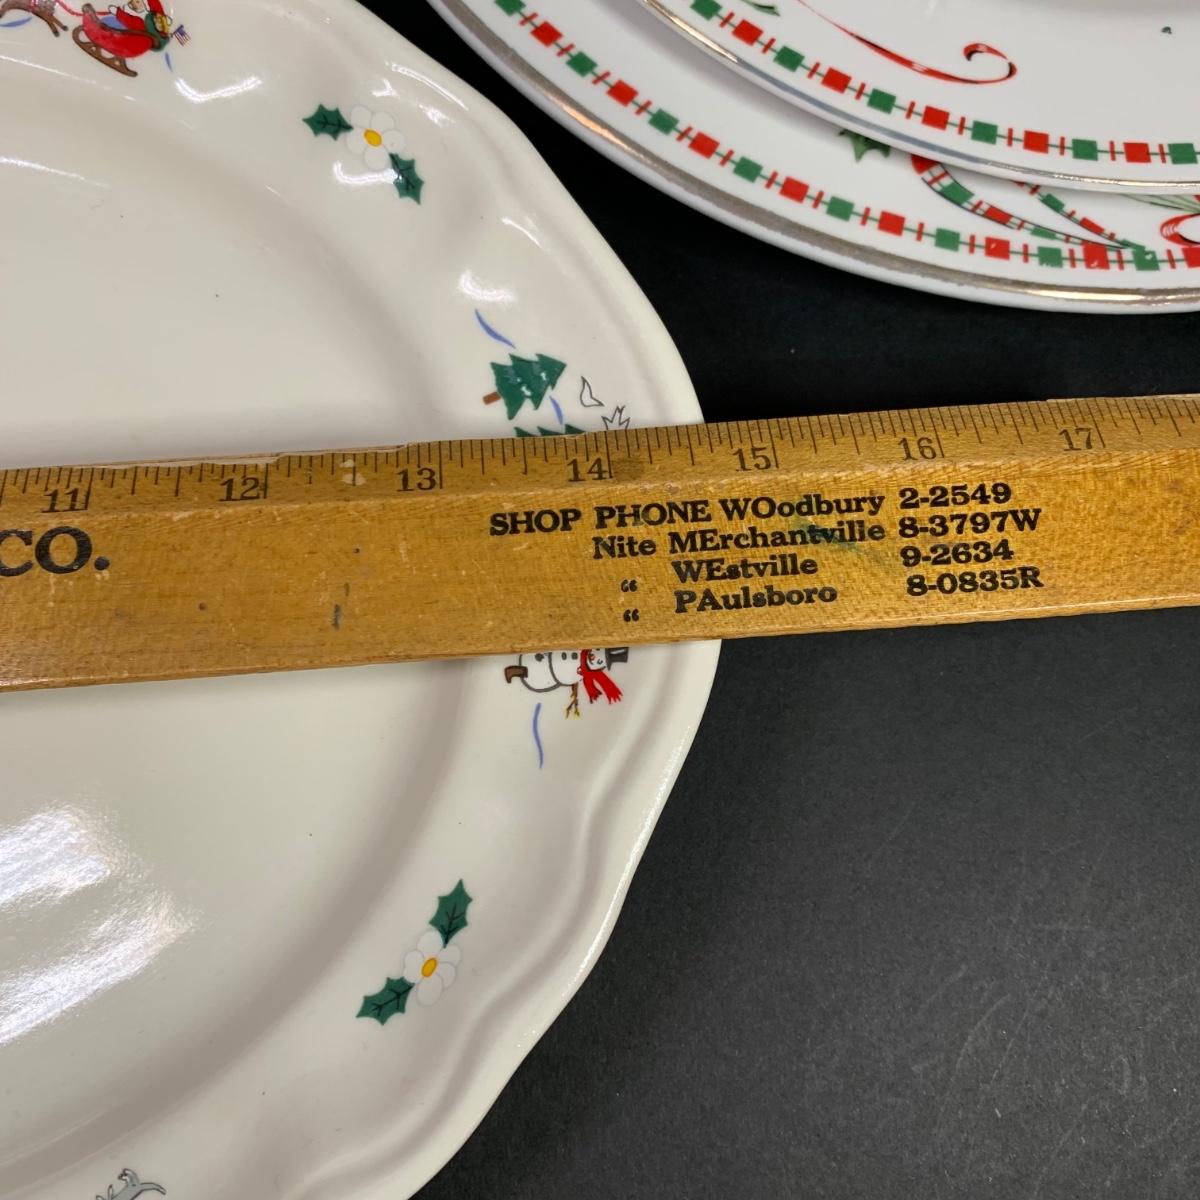 11 12 13 14 15 16 17
CO.
SHOP PHONE WOodbury 2-2549
Nite MErchantville 8-3797W
“ WEstville 9-2634
“ PAulsboro 8-0835R